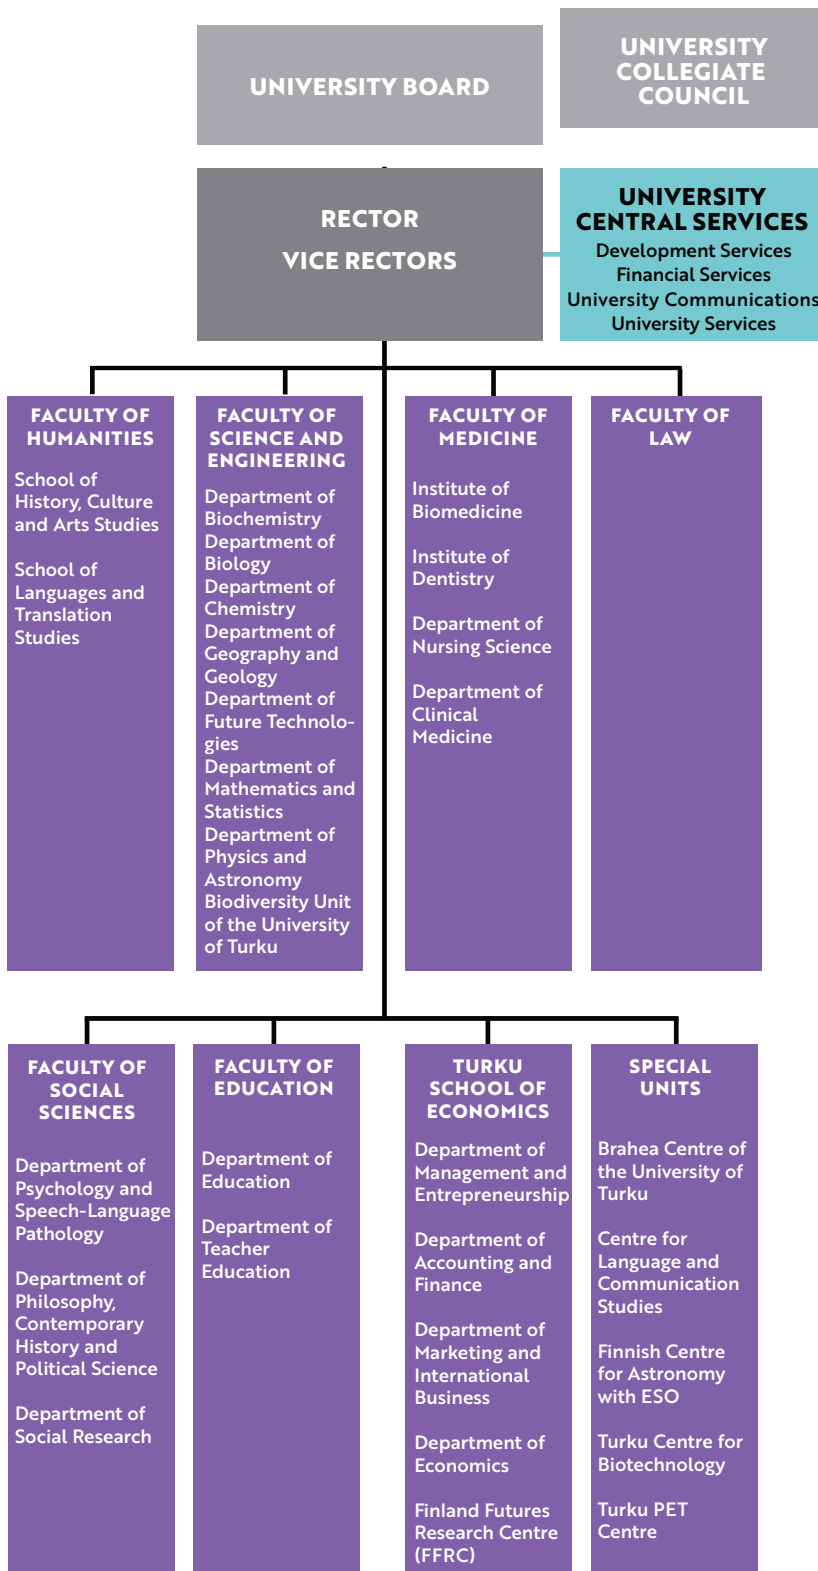 UNIVERSITY BOARD
UNIVERSITY
COLLEGIATE
COUNCIL
RECTOR
VICE RECTORS
UNIVERSITY
CENTRAL SERVICES
Development Services
Financial Services
University Communications
University Services
FACULTY OF
HUMANITIES
School of
History, Culture
and Arts Studies
School of
Languages and
Translation
Studies
FACULTY OF
SCIENCE AND
ENGINEERING
Department of
Biochemistry
Department of
Biology
Department of
Chemistry
Department of
Geography and
Geology
Department of
Future Technolo-
gies
Department of
Mathematics and
Statistics
Department of
Physics and
Astronomy
Biodiversity Unit
of the University
of Turku
FACULTY OF
MEDICINE
Institute of
Biomedicine
Institute of
Dentistry
Department of
Nursing Science
Department of
Clinical
Medicine
FACULTY OF
LAW
FACULTY OF
SOCIAL
SCIENCES
Department of
Psychology and
Speech-Language
Pathology
Department of
Philosophy,
Contemporary
History and
Political Science
Department of
Social Research
FACULTY OF
EDUCATION
Department of
Education
Department of
Teacher
Education
TURKU
SCHOOL OF
ECONOMICS
Department of
Management and
Entrepreneurship
Department of
Accounting and
Finance
Department of
Marketing and
International
Business
Department of
Economics
Finland Futures
Research Centre
(FFRC)
SPECIAL
UNITS
Brahea Centre of
the University of
Turku
Centre for
Language and
Communication
Studies
Finnish Centre
for Astronomy
with ESO
Turku Centre for
Biotechnology
Turku PET
Centre